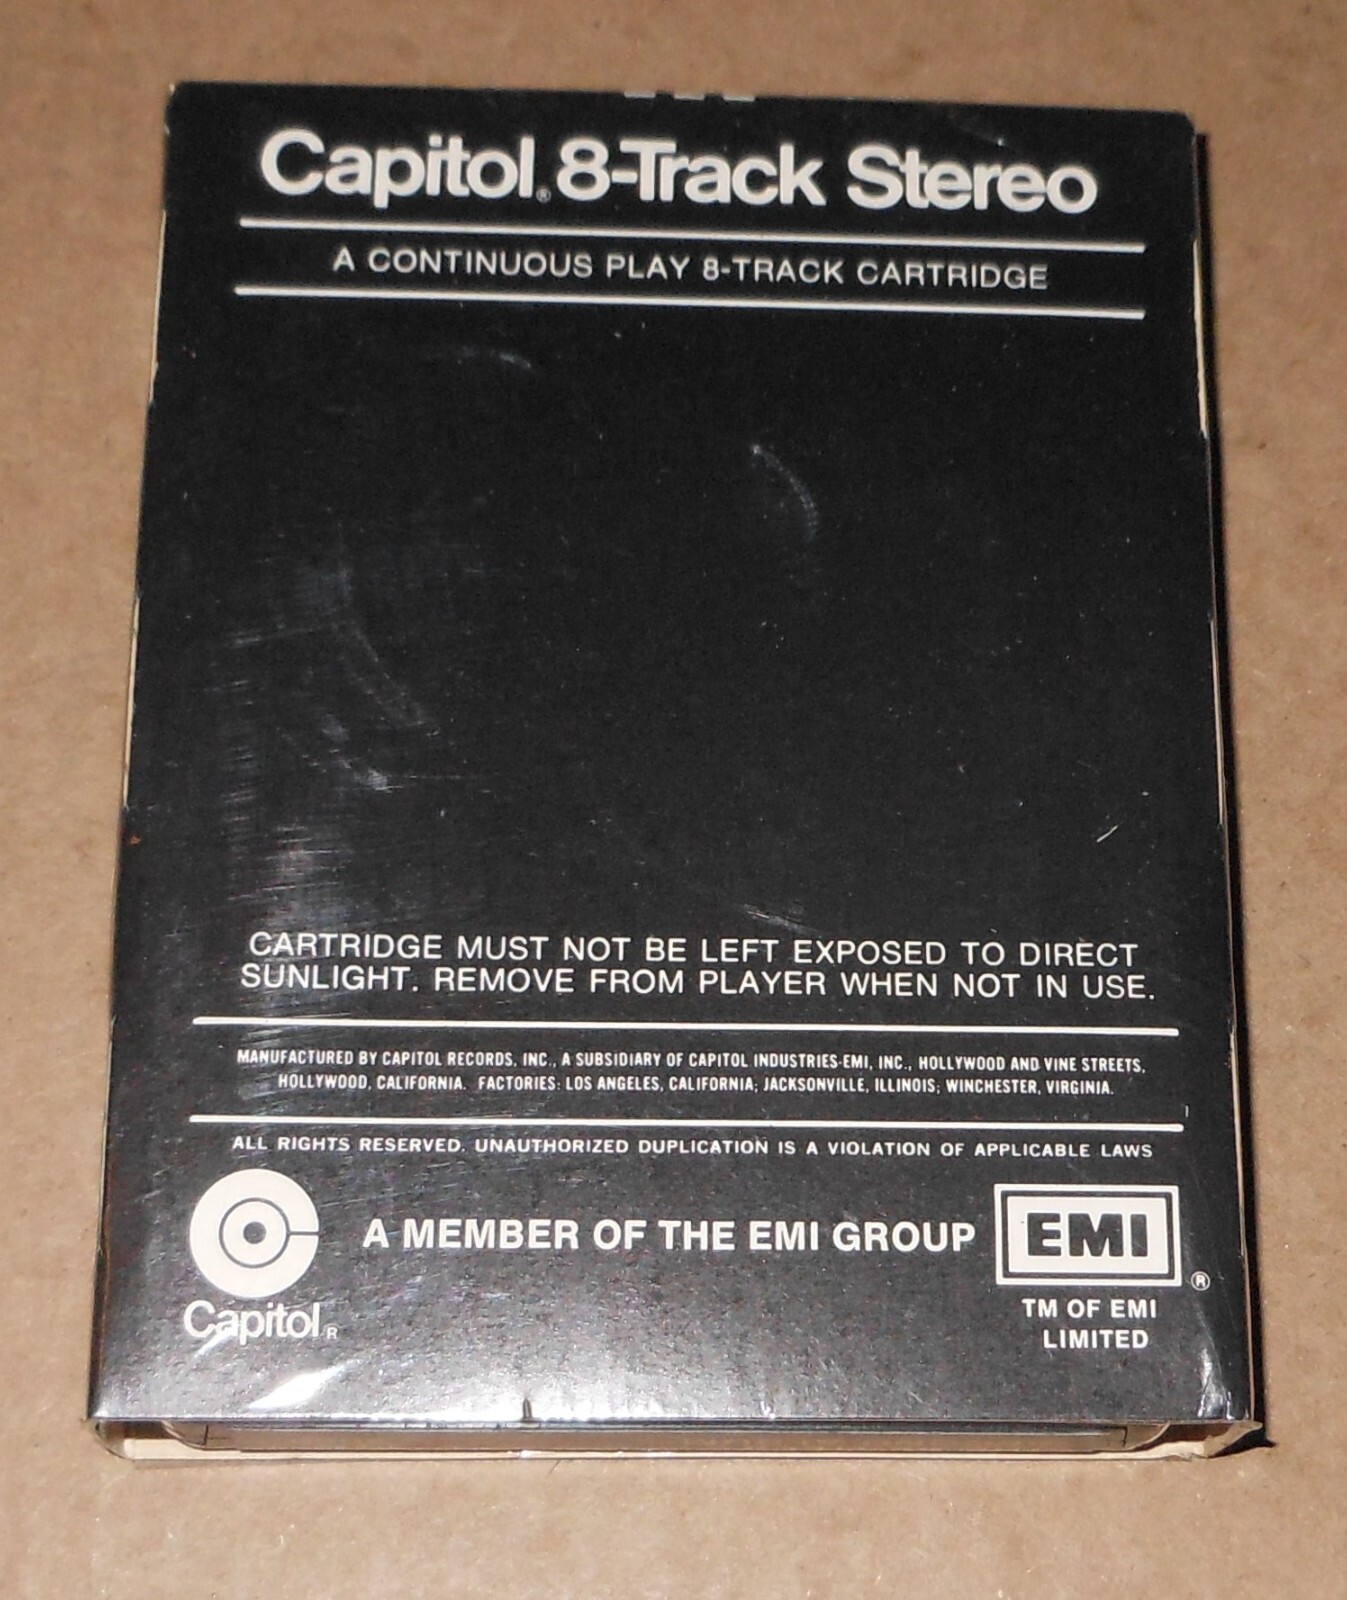 Capitol® 8-Track Stereo
A CONTINUOUS PLAY 8-TRACK CARTRIDGE
CARTRIDGE MUST NOT BE LEFT EXPOSED TO DIRECT
SUNLIGHT. REMOVE FROM PLAYER WHEN NOT IN USE.
MANUFACTURED BY CAPITOL RECORDS, INC., A SUBSIDIARY OF CAPITOL INDUSTRIES-EMI, INC., HOLLYWOOD AND VINE STREETS,
HOLLYWOOD, CALIFORNIA. FACTORIES: LOS ANGELES, CALIFORNIA; JACKSONVILLE, ILLINOIS; WINCHESTER, VIRGINIA.
ALL RIGHTS RESERVED. UNAUTHORIZED DUPLICATION IS A VIOLATION OF APPLICABLE LAWS
Capitol R
A MEMBER OF THE EMI GROUP
EMI ®
TM OF EMI
LIMITED